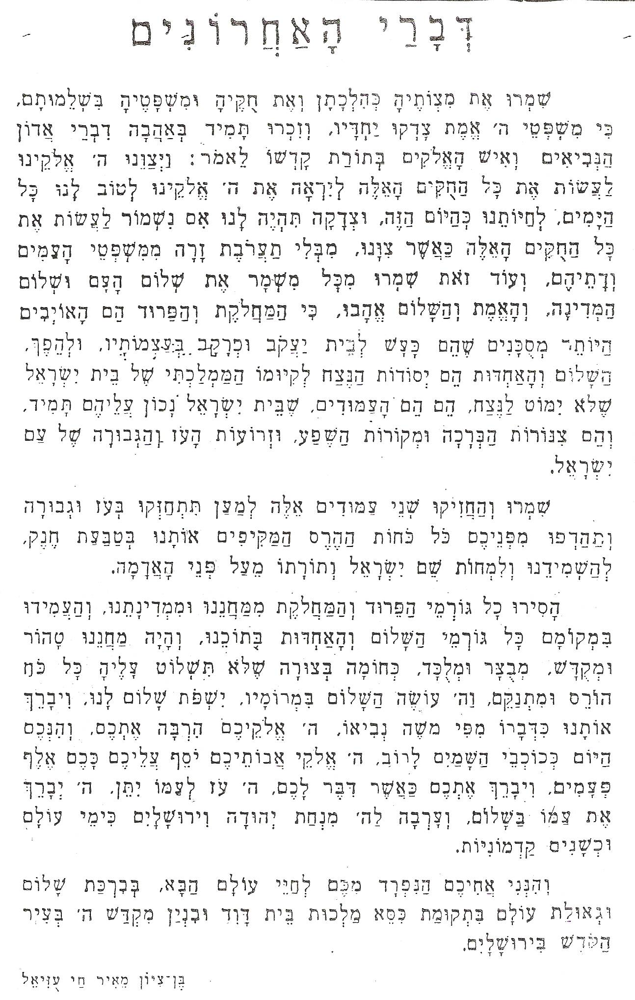 דְּבָרַי הָאַחֲרוֹנִים
שִׁמְרוּ אֶת מִצְוֹתֶיהָ כְּהִלְכָתָן וְאֶת חֻקֶּיהָ וּמִשְׁפָּטֶיהָ בִּשְׁלֵמוּתָם,
כִּי מִשְׁפְּטֵי ה׳ אֱמֶת צָדְקוּ יַחְדָּיו, וְזִכְרוּ תָּמִיד בְּאַהֲבָה דִּבְרֵי אֲדוֹן
הַנְּבִיאִים וְאִישׁ הָאֱלֹקִים בְּתוֹרַת קָדְשׁוֹ לֵאמֹר: וַיְּצַוֵּנוּ ה׳ אֱלֹקֵינוּ
לַעֲשׂוֹת אֶת כָּל הַחֻקִּים הָאֵלֶּה לְיִרְאָה אֶת ה׳ אֱלֹקֵינוּ לְטוֹב לָנוּ כָּל
הַיָּמִים, לְחַיּוֹתֵנוּ כְּהַיּוֹם הַזֶּה, וּצְדָקָה תִּהְיֶה לָּנוּ אִם נִשְׁמוֹר לַעֲשׂוֹת אֶת
כָּל הַחֻקִּים הָאֵלֶּה כַּאֲשֶׁר צִוָּנוּ, מִבְּלִי תַעֲרֹבֶת זָרָה מִמִּשְׁפְּטֵי הָעַמִּים
וְדָתֵיהֶם, וְעוֹד זֹאת שִׁמְרוּ מִכָּל מִשְׁמָר אֶת שְׁלוֹם הָעָם וּשְׁלוֹם
הַמְּדִינָה, וְהָאֱמֶת וְהַשָּׁלוֹם אֱהָבוּ, כִּי הַמַּחֲלֹקֶת וְהַפֵּרוּד הֵם הָאוֹיְבִים
הַיּוֹתֵר מְסֻכָּנִים שֶׁהֵם כָּעָשׁ לְבֵית יַעֲקֹב וּכְרָקָב בְּעַצְמוֹתָיו, וּלְהֵפֶךְ,
הַשָּׁלוֹם וְהָאַחְדוּת הֵם יְסוֹדוֹת הַנֶּצַח לְקִיּוּמוֹ הַמַּמְלַכְתִּי שֶׁל בֵּית יִשְׂרָאֵל
שֶׁלֹּא יִמּוֹט לַנֶּצַח, הֵם הֵם הָעַמּוּדִים, שֶׁבֵּית יִשְׂרָאֵל נָכוֹן עֲלֵיהֶם תָּמִיד,
וְהֵם צִנּוֹרוֹת הַבְּרָכָה וּמְקוֹרוֹת הַשֶּׁפַע, וּזְרוֹעוֹת הָעֹז וְהַגְּבוּרָה שֶׁל עַם
יִשְׂרָאֵל.
שִׁמְרוּ וְהַחֲזִיקוּ שְׁנֵי עַמּוּדִים אֵלֶּה לְמַעַן תִּתְחַזְּקוּ בְּעֹז וּגְבוּרָה
וְתַהַדְפוּ מִפְּנֵיכֶם כֹּל כֹּחוֹת הַהֶרֶס הַמַּקִּיפִים אוֹתָנוּ בְּטַבַּעַת חֶנֶק,
לְהַשְׁמִידֵנוּ וְלִמְחוֹת שֵׁם יִשְׂרָאֵל וְתוֹרָתוֹ מֵעַל פְּנֵי הָאֲדָמָה.
הָסִירוּ כָל גּוֹרְמֵי הַפֵּרוּד וְהַמַּחֲלֹקֶת מִמַּחֲנֵנוּ וּמִמְּדִינָתֵנוּ, וְהַעֲמִידוּ
בִּמְקוֹמָם כָּל גּוֹרְמֵי הַשָּׁלוֹם וְהָאַחְדוּת בְּתוֹכֵנוּ, וְהָיָה מַחֲנֵנוּ טָהוֹר
וּמְקֻדָּשׁ, מְבֻצָּר וּמְלֻכָּד, כְּחוֹמָה בְּצוּרָה שֶׁלֹּא תִּשְׁלוֹט עָלֶיהָ כָּל כֹּחַ
הוֹרֵס וּמִתְנַקֵּם, וַה׳ עוֹשֶׂה הַשָּׁלוֹם בִּמְרוֹמָיו, יִשְׁפֹּת שָׁלוֹם לָנוּ, וִיבָרֵךְ
אוֹתָנוּ כִּדְבָרוֹ מִפִּי משֶׁה נְבִיאוֹ, ה׳ אֱלֹקֵיכֶם הִרְבָּה אֶתְכֶם, וְהִנְּכֶם
הַיּוֹם כְּכוֹכְבֵי הַשָּׁמַיִם לָרוֹב, ה׳ אֱלֹקֵי אֲבוֹתֵיכֶם יֹסֵף עֲלֵיכֶם כָּכֶם אֶלֶף
פְּעָמִים, וִיבָרֵךְ אֶתְכֶם כַּאֲשֶׁר דִּבֶּר לָכֶם, ה׳ עֹז לְעַמּוֹ יִתֵּן, ה׳ יְבָרֵךְ
אֶת עַמּוֹ בַּשָּׁלוֹם, וְעָרְבָה לַה׳ מִנְחַת יְהוּדָה וִירוּשָׁלָיִם כִּימֵי עוֹלָם
וּכְשָׁנִים קַדְמוֹנִיּוֹת.
וְהִנְּנִי אֲחִיכֶם הַנִּפְרָד מִכֶּם לְחַיֵּי עוֹלָם הַבָּא, בְּבִרְכַּת שָׁלוֹם
וּגְאוּלַת עוֹלָם בִּתְקוּמַת כִּסֵּא מַלְכוּת בֵּית דָּוִד וּבִנְיַן מִקְדַּשׁ ה׳ בְּעִיר
הַקֹּדֶשׁ בִּירוּשָׁלָיִם.
בֶּן־צִיּוֹן מֵאִיר חַי עֻזִּיאֵל